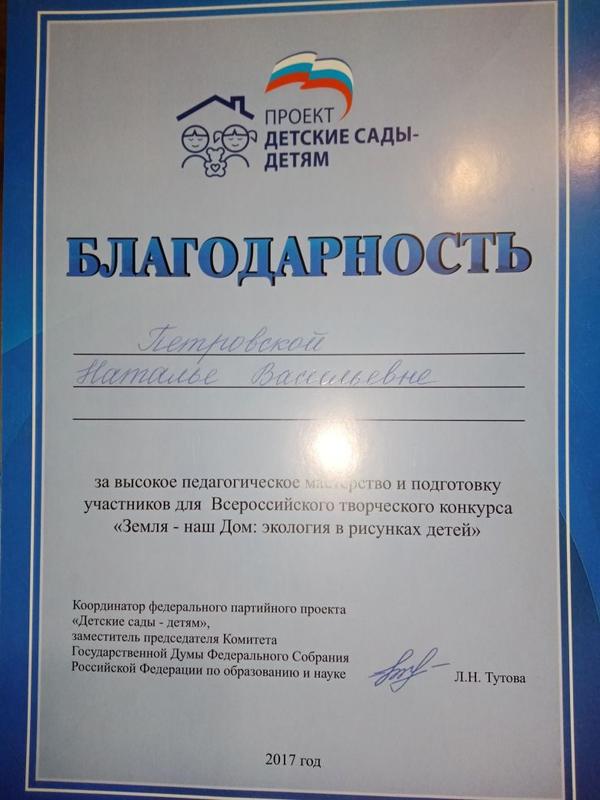 ПРОЕКТ
ДЕТСКИЕ САДЫ-
ДЕТЯМ
БЛАГОДАРНОСТЬ
Петровской
Наталье Васильевне
за высокое педагогическое мастерство и подготовку
участников для Всероссийского творческого конкурса
«Земля - наш Дом: экология в рисунках детей»
Координатор федерального партийного проекта
«Детские сады - детям»,
заместитель председателя Комитета
Государственной Думы Федерального Собрания
Российской Федерации по образованию и науке
Л.Н. Тутова
2017 год